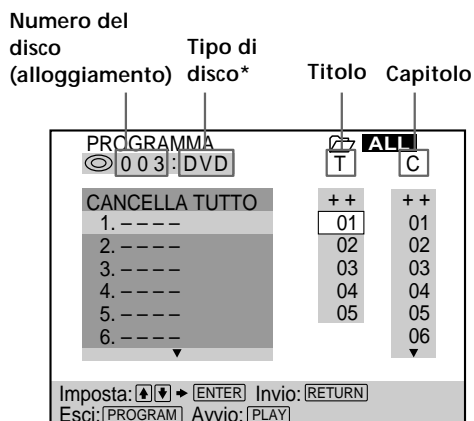 Numero del
disco
(alloggiamento)
Tipo di
disco*
Titolo
Capitolo
PROGRAMMA ALL
003:DVD T C
CANCELLA TUTTO ++ ++
1. – – – – 01 01
2. – – – – 02 02
3. – – – – 03 03
4. – – – – 04 04
5. – – – – 05 05
6. – – – – 06
Imposta: ENTER Invio: RETURN
Esci: PROGRAM Avvio: PLAY